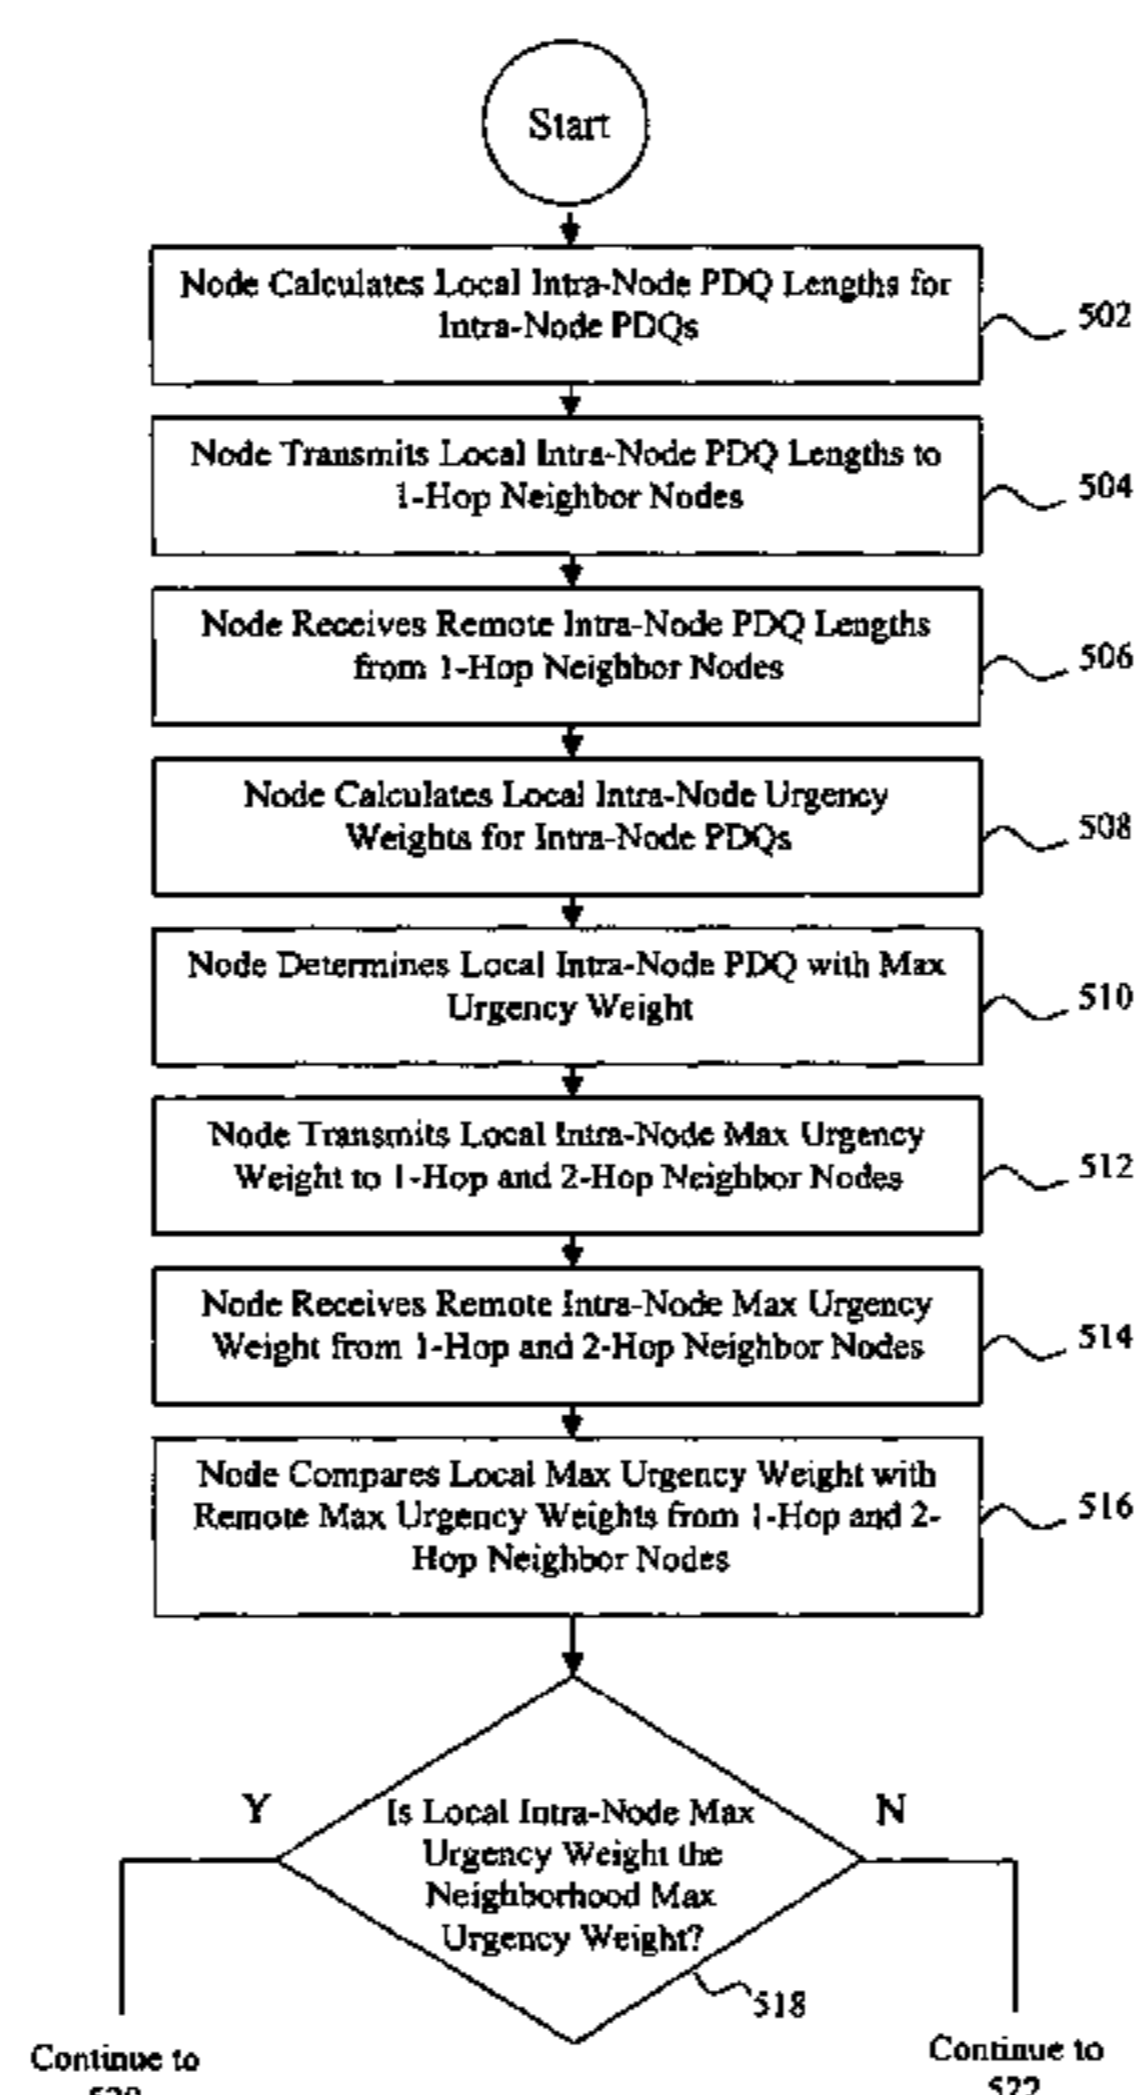 Start
Node Calculates Local Intra-Node PDQ Lengths for
Intra-Node PDQs
502
Node Transmits Local Intra-Node PDQ Lengths to
1-Hop Neighbor Nodes
504
Node Receives Remote Intra-Node PDQ Lengths
from 1-Hop Neighbor Nodes
506
Node Calculates Local Intra-Node Urgency
Weights for Intra-Node PDQs
508
Node Determines Local Intra-Node PDQ with Max
Urgency Weight
510
Node Transmits Local Intra-Node Max Urgency
Weight to 1-Hop and 2-Hop Neighbor Nodes
512
Node Receives Remote Intra-Node Max Urgency
Weight from 1-Hop and 2-Hop Neighbor Nodes
514
Node Compares Local Max Urgency Weight with
Remote Max Urgency Weights from 1-Hop and 2-
Hop Neighbor Nodes
516
Y
N
Is Local Intra-Node Max
Urgency Weight the
Neighborhood Max
Urgency Weight?
518
Continue to
Continue to
522